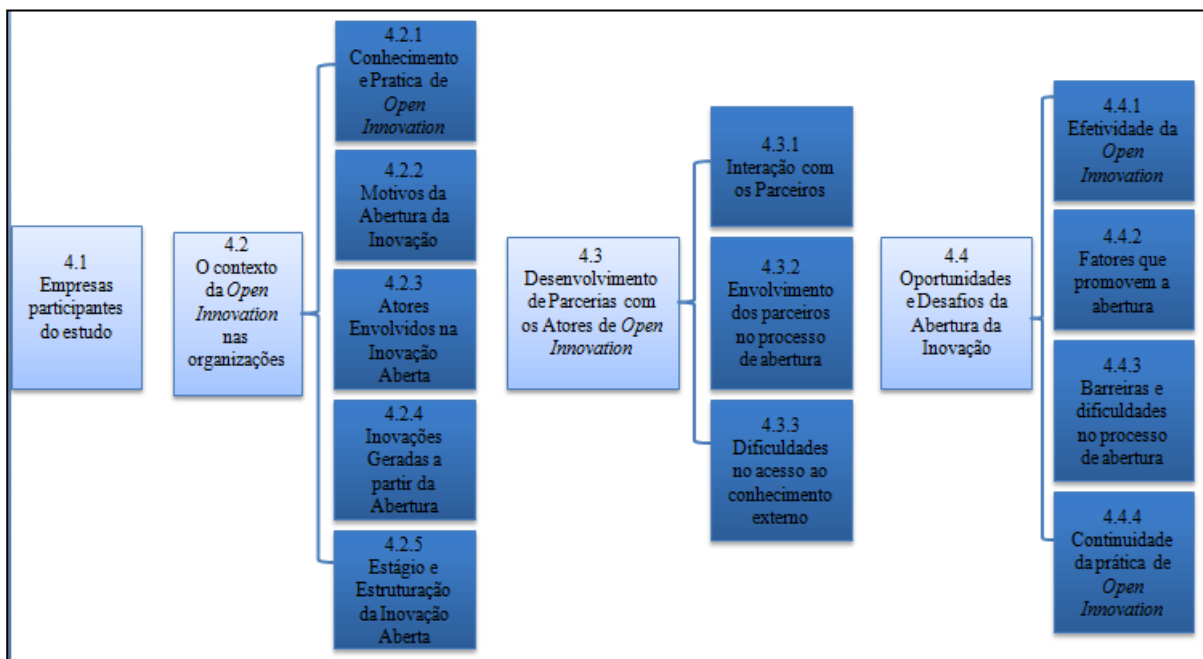 4.1
Empresas
participantes
do estudo
4.2
O contexto
da Open
Innovation
nas
organizações
4.2.1
Conhecimento
e Pratica de
Open
Innovation
4.2.2
Motivos da
Abertura da
Inovação
4.2.3
Atores
Envolvidos na
Inovação
Aberta
4.2.4
Inovações
Geradas a
partir da
Abertura
4.2.5
Estágio e
Estruturação
da Inovação
Aberta
4.3
Desenvolvimento
de Parcerias com
os Atores de Open
Innovation
4.3.1
Interação com
os Parceiros
4.3.2
Envolvimento
dos parceiros
no processo
de abertura
4.3.3
Dificuldades
no acesso ao
conhecimento
externo
4.4
Oportunidades
e Desafios da
Abertura da
Inovação
4.4.1
Efetividade da
Open
Innovation
4.4.2
Fatores que
promovem a
abertura
4.4.3
Barreiras e
dificuldades
no processo
de abertura
4.4.4
Continuidade
da prática de
Open
Innovation